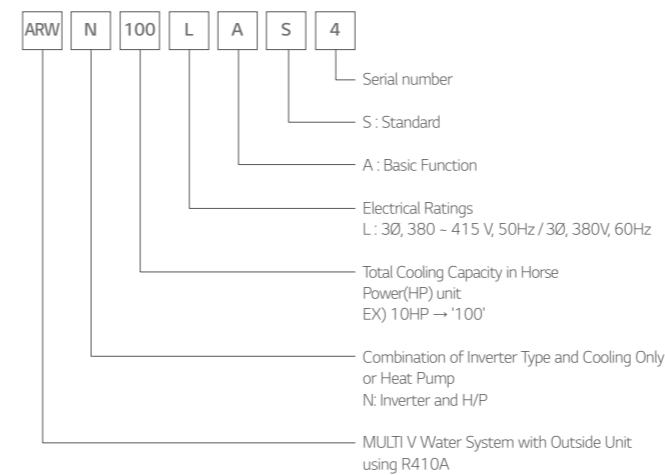 ARW N 100 L A S 4
Serial number
S : Standard
A : Basic Function
Electrical Ratings
L : 3Ø, 380 ~ 415 V, 50Hz / 3Ø, 380V, 60Hz
Total Cooling Capacity in Horse
Power(HP) unit
EX) 10HP → '100'
Combination of Inverter Type and Cooling Only
or Heat Pump
N: Inverter and H/P
MULTI V Water System with Outside Unit
using R410A